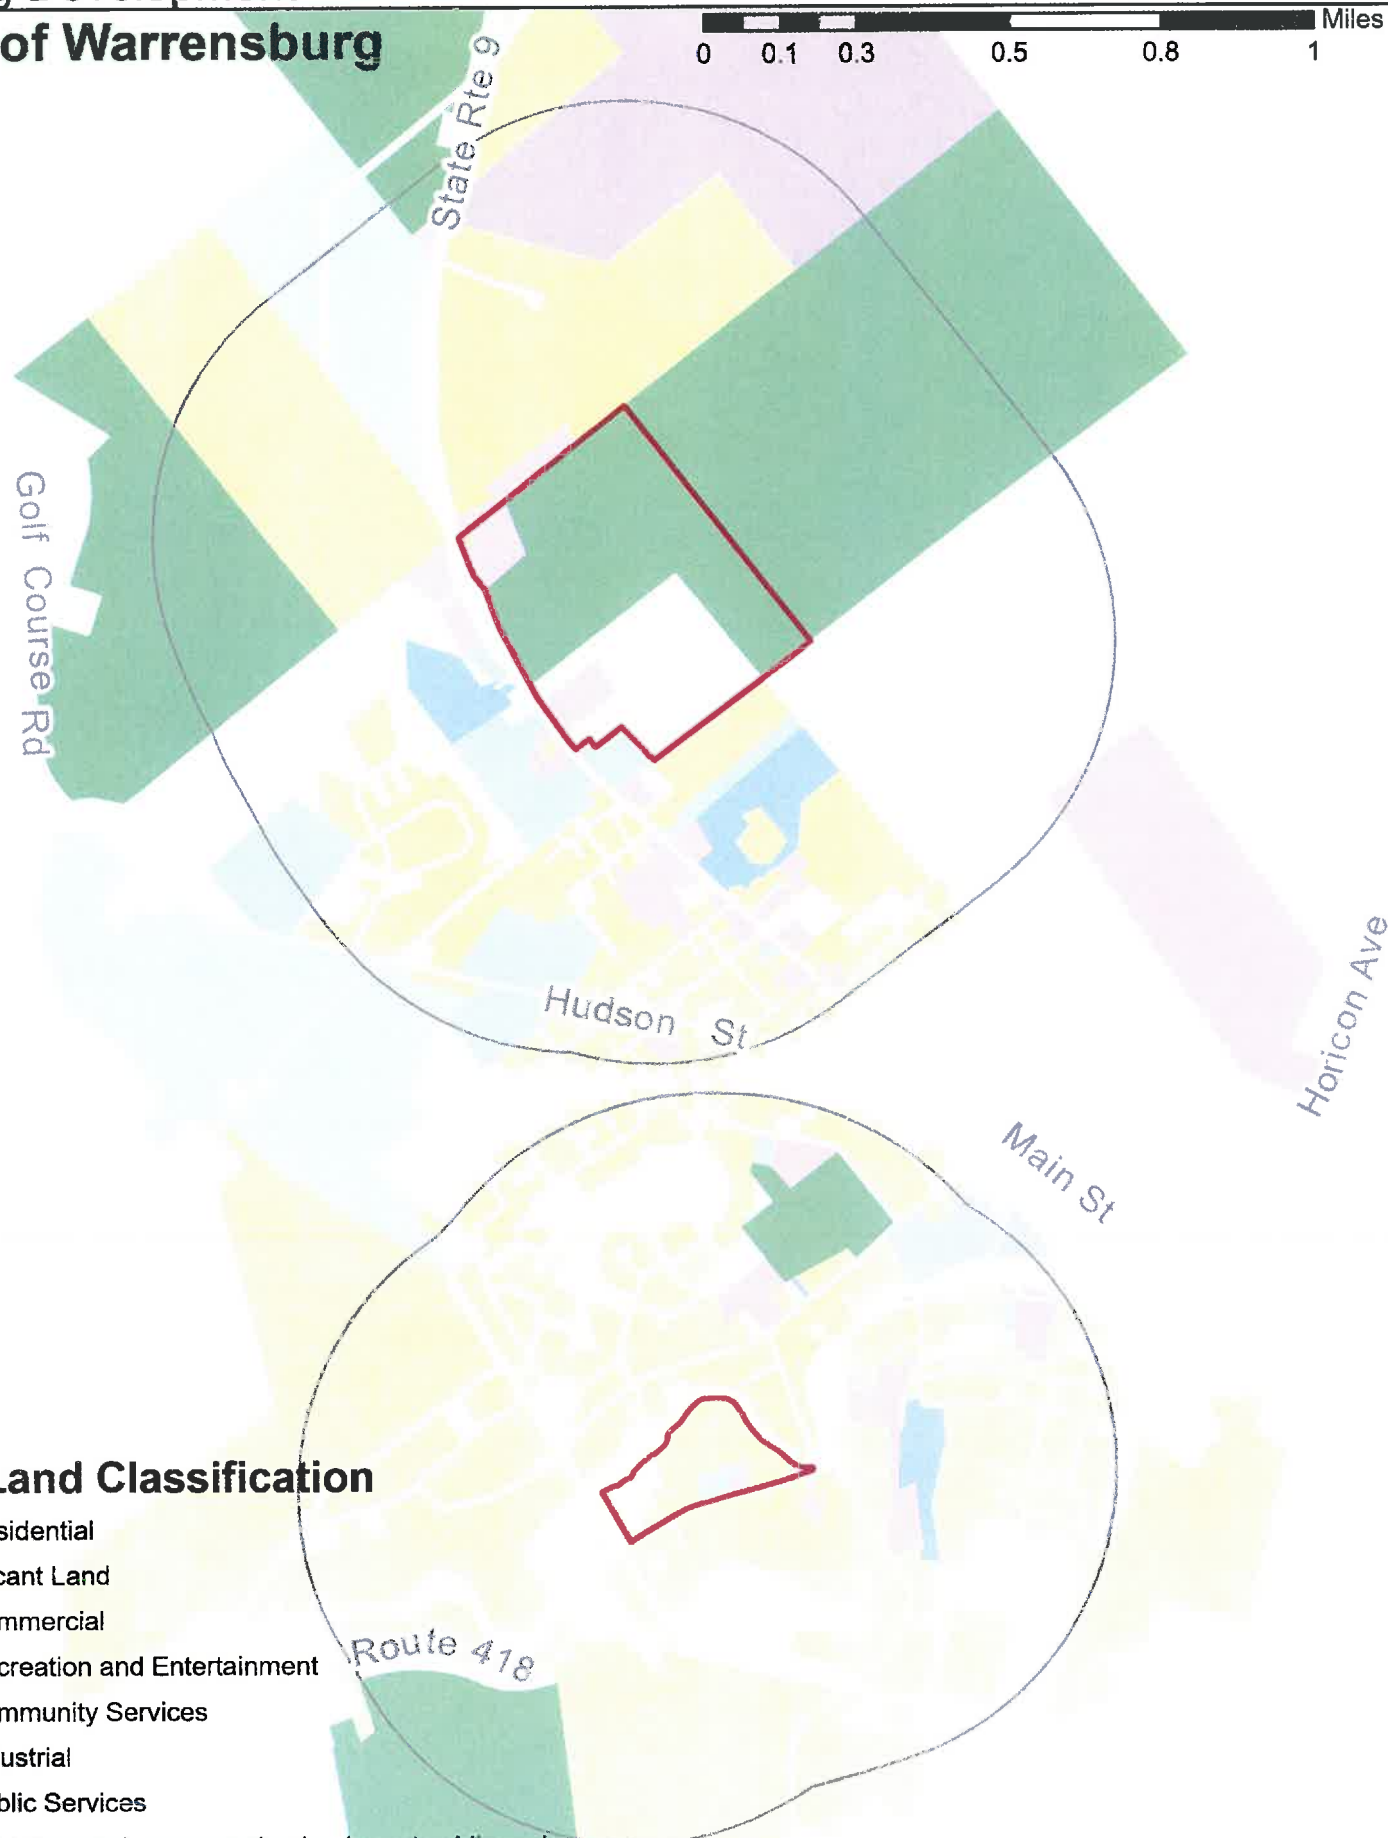 of Warrensburg
Miles
0 0.1 0.3 0.5 0.8 1
State Rte 9
Golf Course Rd
Hudson St
Horicon Ave
Main St
Land Classification
sidential
cant Land
mmercial
creation and Entertainment
mmunity Services
ustrial
blic Services
Route 418